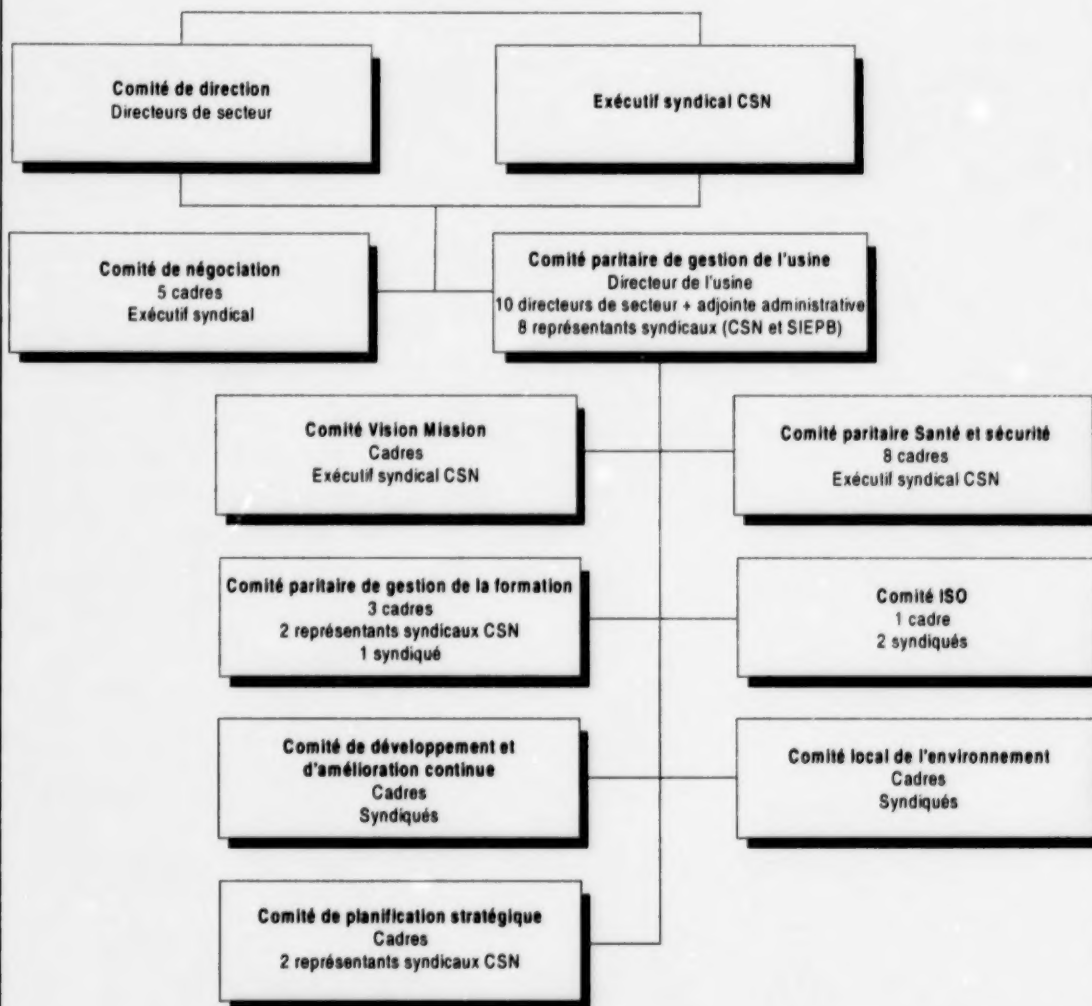 Comité de direction
Directeurs de secteur
Exécutif syndical CSN
Comité de négociation
5 cadres
Exécutif syndical
Comité paritaire de gestion de l'usine
Directeur de l'usine
10 directeurs de secteur + adjointe administrative
8 représentants syndicaux (CSN et SIEPB)
Comité Vision Mission
Cadres
Exécutif syndical CSN
Comité paritaire Santé et sécurité
8 cadres
Exécutif syndical CSN
Comité paritaire de gestion de la formation
3 cadres
2 représentants syndicaux CSN
1 syndiqué
Comité ISO
1 cadre
2 syndiqués
Comité de développement et
d'amélioration continue
Cadres
Syndiqués
Comité local de l'environnement
Cadres
Syndiqués
Comité de planification stratégique
Cadres
2 représentants syndicaux CSN